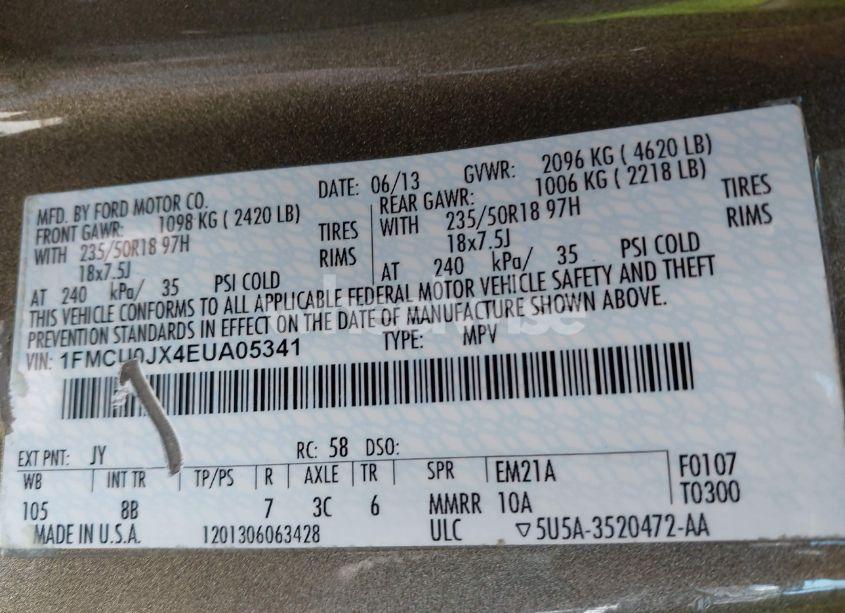 MFD. BY FORD MOTOR CO.
DATE: 06/13
GVWR: 2096 KG ( 4620 LB)
FRONT GAWR: 1098 KG ( 2420 LB)
WITH 235/50R18 97H TIRES
18x7.5J RIMS
AT 240 kPa/ 35 PSI COLD
REAR GAWR: 1006 KG ( 2218 LB)
WITH 235/50R18 97H TIRES
18x7.5J RIMS
AT 240 kPa/ 35 PSI COLD
THIS VEHICLE CONFORMS TO ALL APPLICABLE FEDERAL MOTOR VEHICLE SAFETY AND THEFT
PREVENTION STANDARDS IN EFFECT ON THE DATE OF MANUFACTURE SHOWN ABOVE.
VIN: 1FMCU0JX4EUA05341
TYPE: MPV
EXT PNT: JY RC: 58 DSO:
WB INT TR TP/PS R AXLE TR SPR EM21A F0107
105 8B 7 3C 6 MMRR 10A T0300
MADE IN U.S.A. 1201306063428 ULC ▽5U5A-3520472-AA